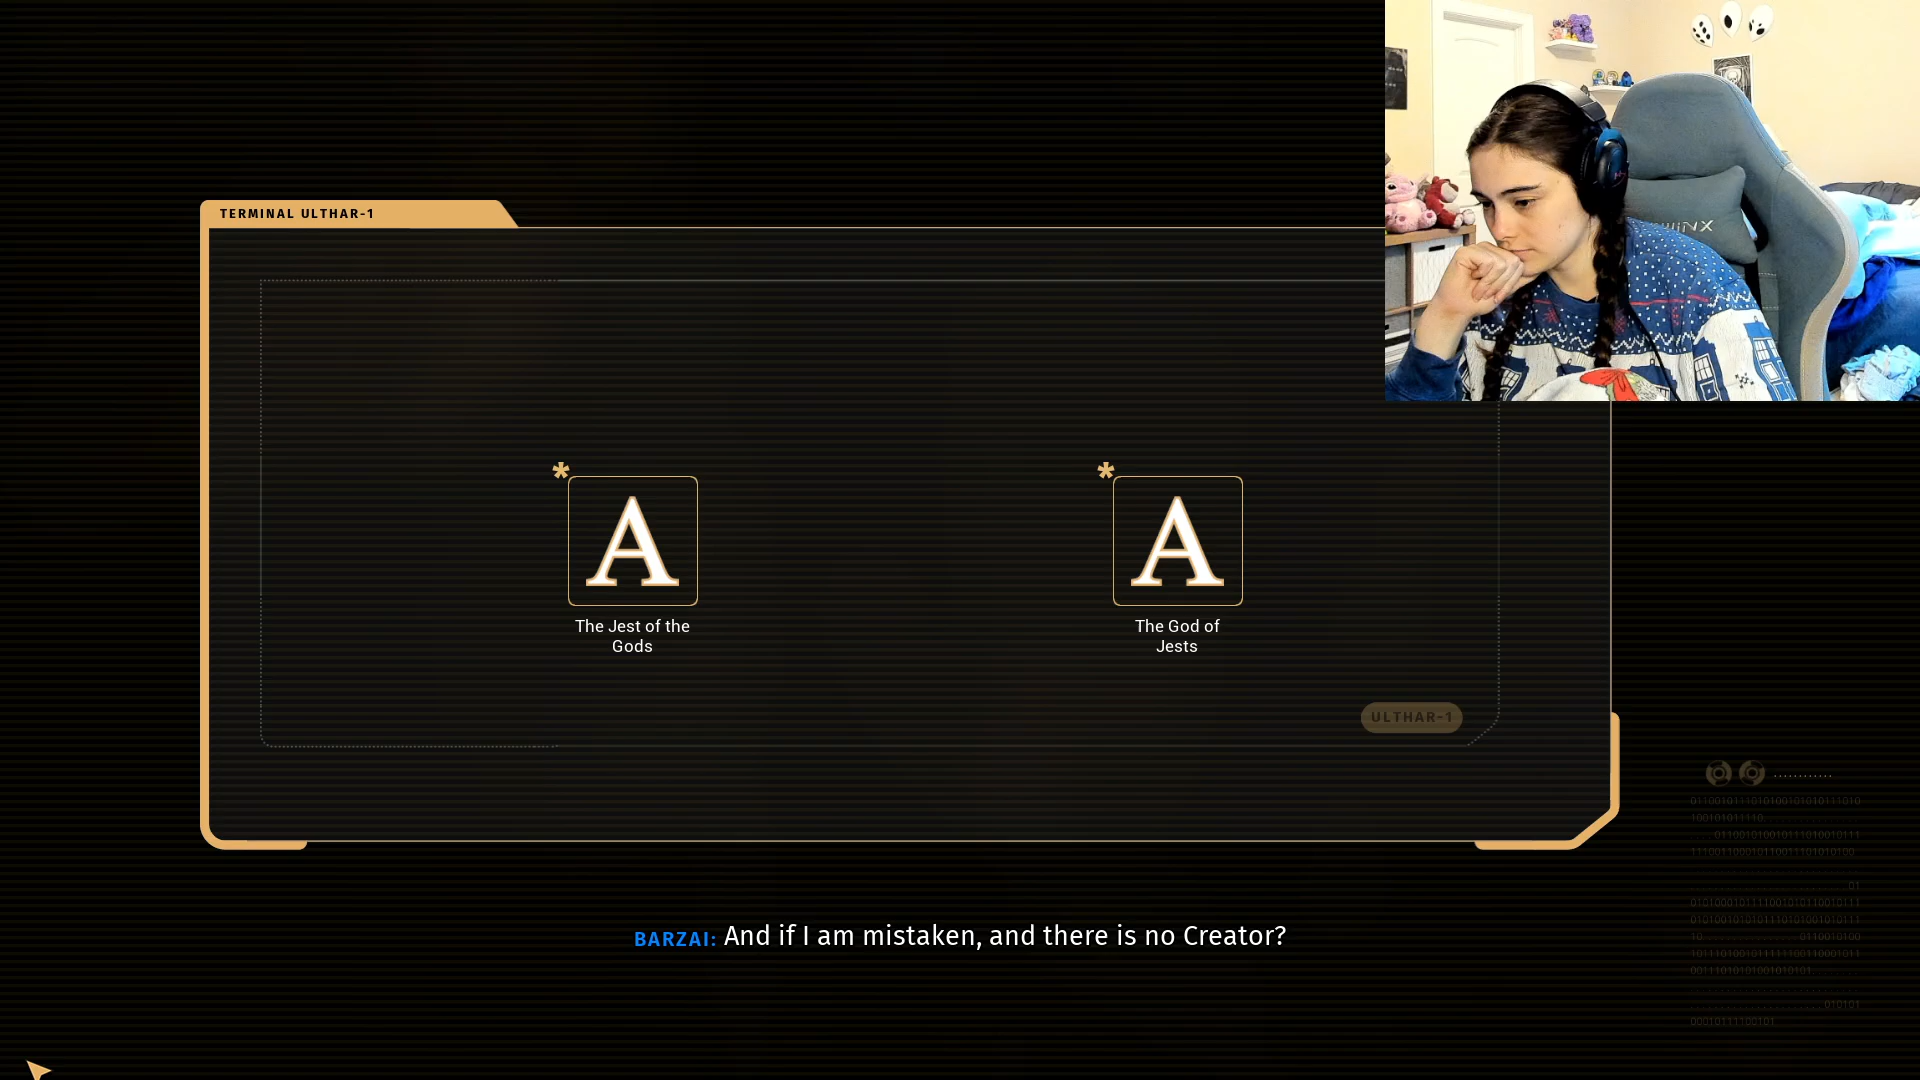 TERMINAL ULTHAR-1
A
The Jest of the
Gods
A
The God of
Jests
ULTHAR-1
BARZAI: And if I am mistaken, and there is no Creator?